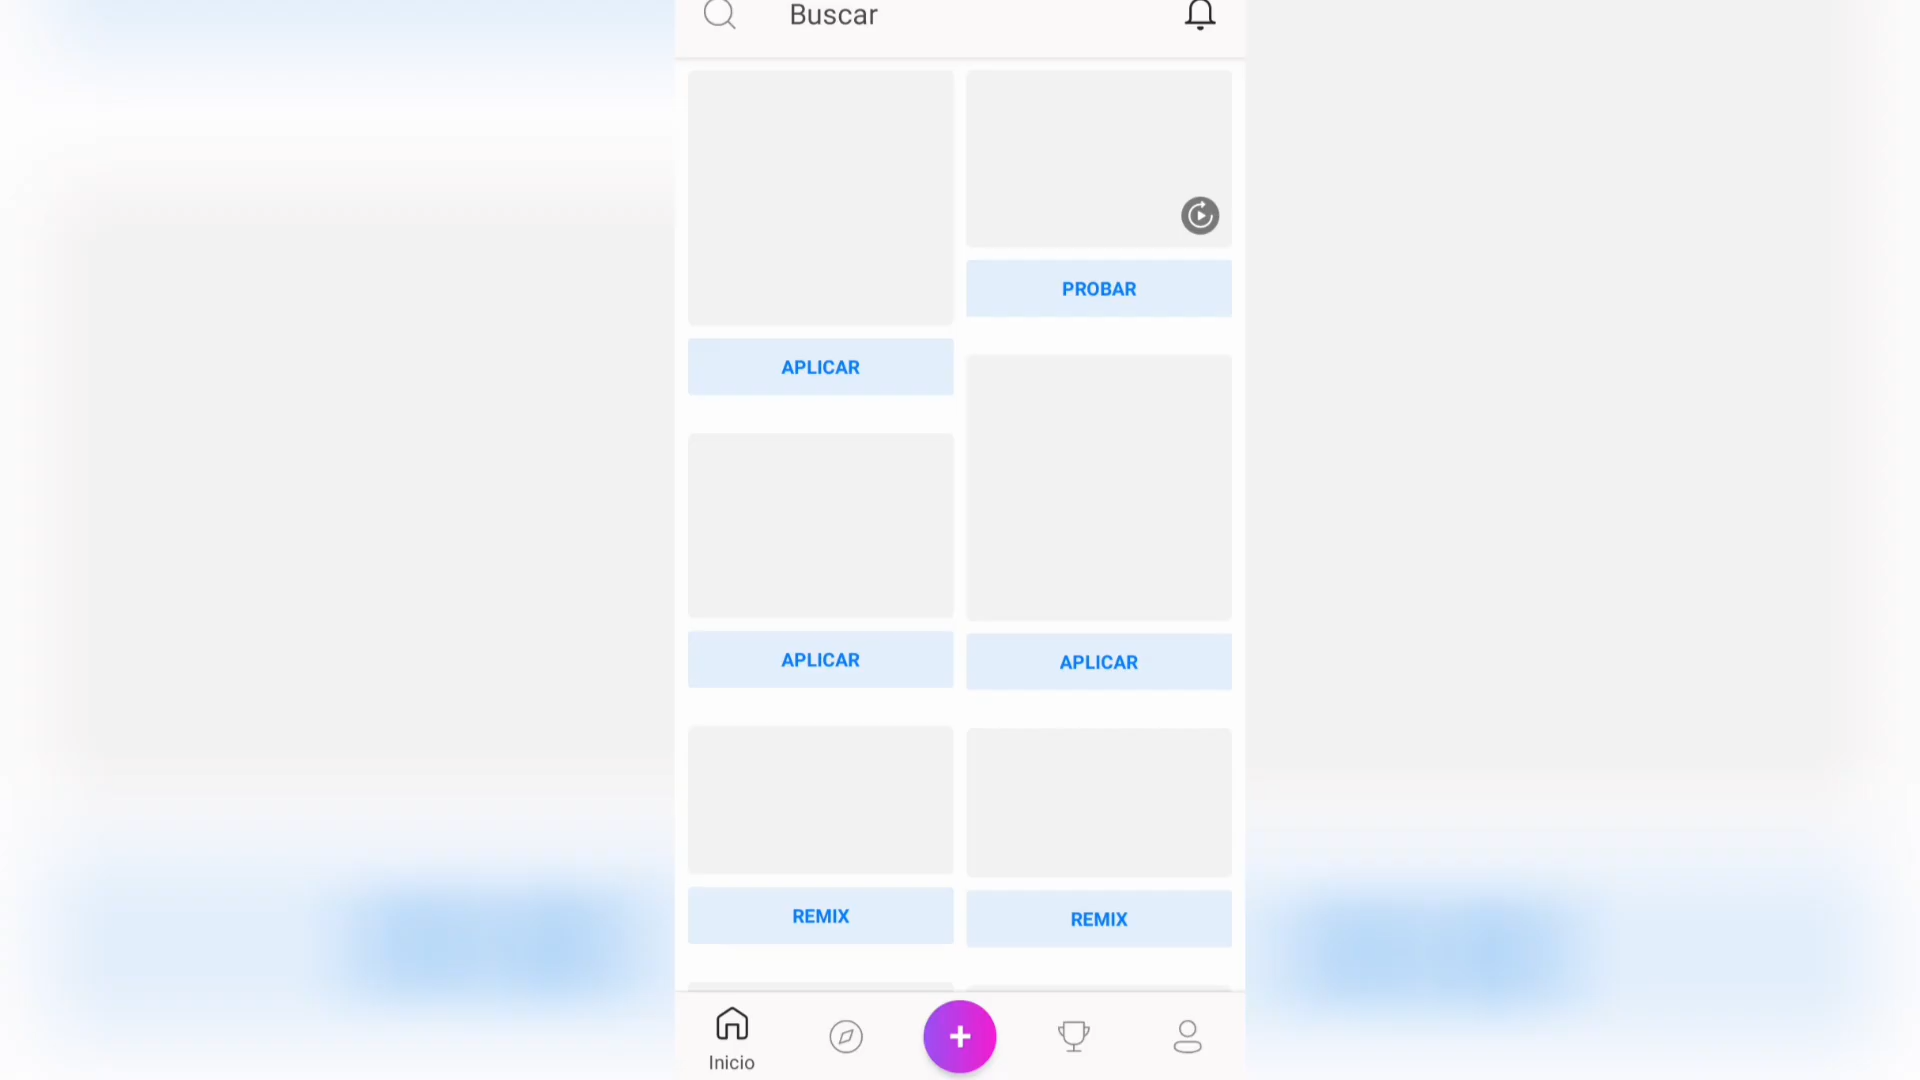 Buscar
PROBAR
APLICAR
APLICAR
APLICAR
REMIX
REMIX
Inicio